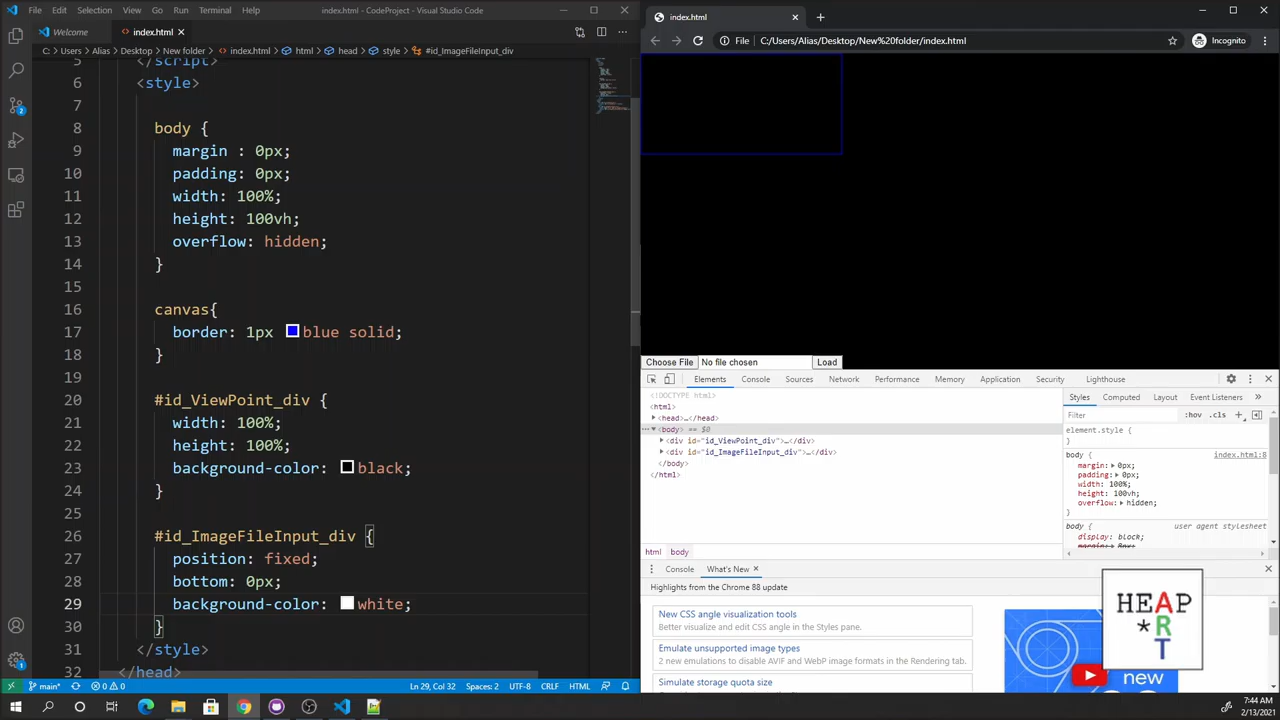 File Edit Selection View Go Run Terminal Help index.html - CodeProject - Visual Studio Code
Welcome index.html
C: > Users > Alias > Desktop > New folder > index.html > html > head > style > #id_ImageFileInput_div
5 </script>
6 <style>
7
8 body {
9 margin : 0px;
10 padding: 0px;
11 width: 100%;
12 height: 100vh;
13 overflow: hidden;
14 }
15
16 canvas{
17 border: 1px blue solid;
18 }
19
20 #id_ViewPoint_div {
21 width: 100%;
22 height: 100%;
23 background-color: black;
24 }
25
26 #id_ImageFileInput_div {
27 position: fixed;
28 bottom: 0px;
29 background-color: white;
30 }
31 </style>
32 </head>
main* 0 0 Ln 29, Col 32 Spaces: 2 UTF-8 CRLF HTML
2
1
index.html
File C:/Users/Alias/Desktop/New%20folder/index.html Incognito
Choose File No file chosen Load
Elements Console Sources Network Performance Memory Application Security Lighthouse
<!DOCTYPE html>
<html>
<head>…</head>
<body> == $0
<div id="id_ViewPoint_div">…</div>
<div id="id_ImageFileInput_div">…</div>
</body>
</html>
html body
Styles Computed Layout Event Listeners
Filter :hov .cls
element.style {
}
body { index.html:8
margin: 0px;
padding: 0px;
width: 100%;
height: 100vh;
overflow: hidden;
}
body { user agent stylesheet
display: block;
margin: 8px;
Console What's New
Highlights from the Chrome 88 update
New CSS angle visualization tools
Better visualize and edit CSS angle in the Styles pane.
Emulate unsupported image types
2 new emulations to disable AVIF and WebP image formats in the Rendering tab.
Simulate storage quota size
HEAP
*R
T
new
7:44 AM
2/13/2021